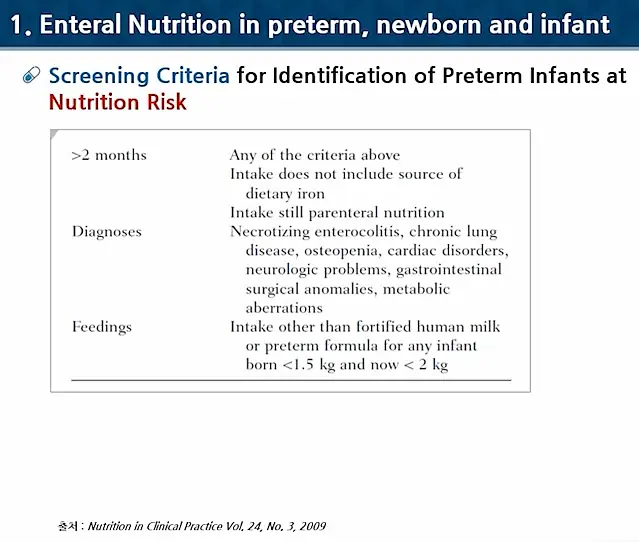 1. Enteral Nutrition in preterm, newborn and infant
Screening Criteria for Identification of Preterm Infants at
Nutrition Risk
>2 months Any of the criteria above
Intake does not include source of
dietary iron
Intake still parenteral nutrition
Diagnoses Necrotizing enterocolitis, chronic lung
disease, osteopenia, cardiac disorders,
neurologic problems, gastrointestinal
surgical anomalies, metabolic
aberrations
Feedings Intake other than fortified human milk
or preterm formula for any infant
born <1.5 kg and now < 2 kg
출처 : Nutrition in Clinical Practice Vol. 24, No. 3, 2009